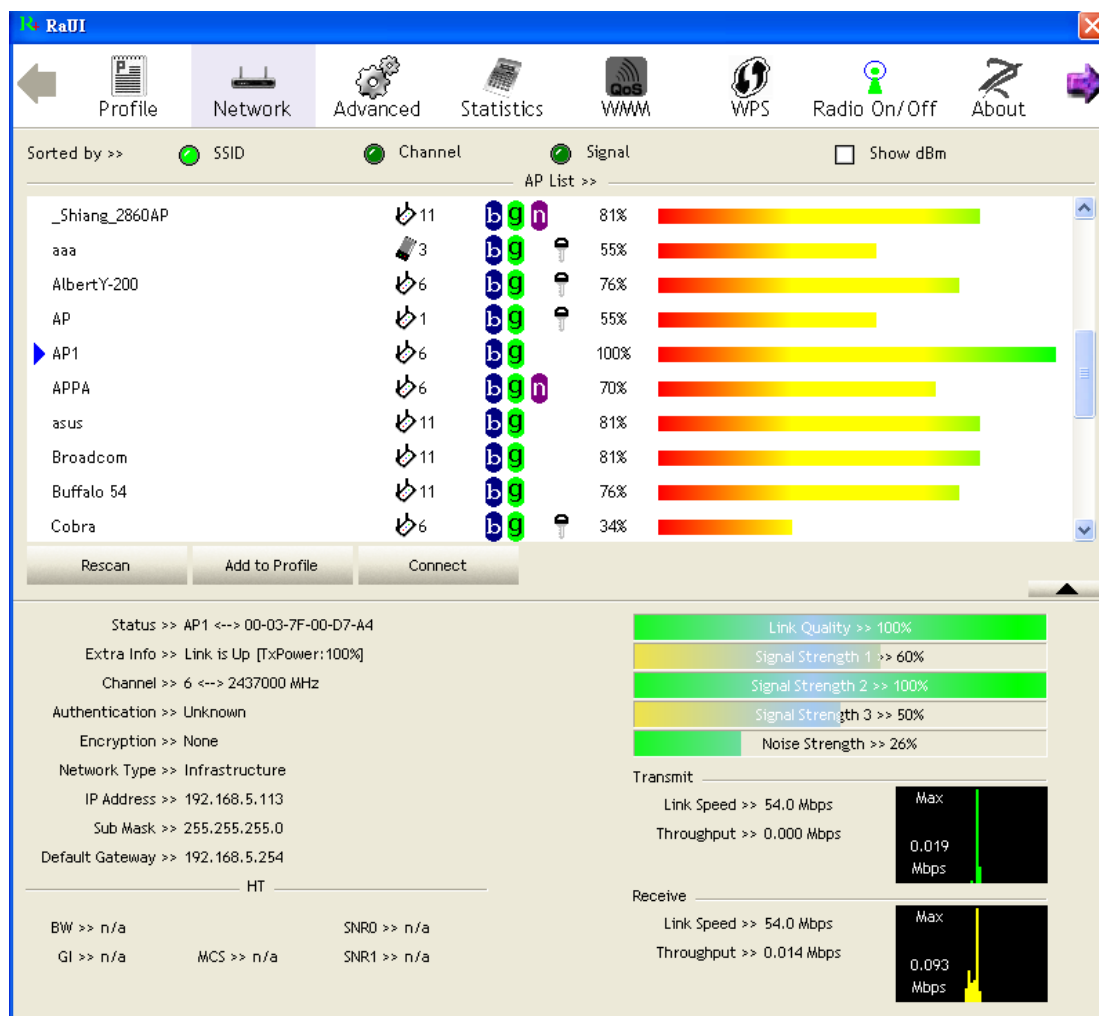 RaUI
Profile Network Advanced Statistics WMM WPS Radio On/Off About
QoS
Sorted by >> SSID Channel Signal Show dBm
AP List >>
_Shiang_2860AP 11 b g n 81%
aaa 3 b g 55%
AlbertY-200 6 b g 76%
AP 1 b g 55%
AP1 6 b g 100%
APPA 6 b g n 70%
asus 11 b g 81%
Broadcom 11 b g 81%
Buffalo 54 11 b g 76%
Cobra 6 b g 34%
Rescan Add to Profile Connect
Status >> AP1 <--> 00-03-7F-00-D7-A4
Extra Info >> Link is Up [TxPower:100%]
Channel >> 6 <--> 2437000 MHz
Authentication >> Unknown
Encryption >> None
Network Type >> Infrastructure
IP Address >> 192.168.5.113
Sub Mask >> 255.255.255.0
Default Gateway >> 192.168.5.254
HT
BW >> n/a SNR0 >> n/a
GI >> n/a MCS >> n/a SNR1 >> n/a
Link Quality >> 100%
Signal Strength 1 >> 60%
Signal Strength 2 >> 100%
Signal Strength 3 >> 50%
Noise Strength >> 26%
Transmit
Link Speed >> 54.0 Mbps
Throughput >> 0.000 Mbps
Max
0.019
Mbps
Receive
Link Speed >> 54.0 Mbps
Throughput >> 0.014 Mbps
Max
0.093
Mbps